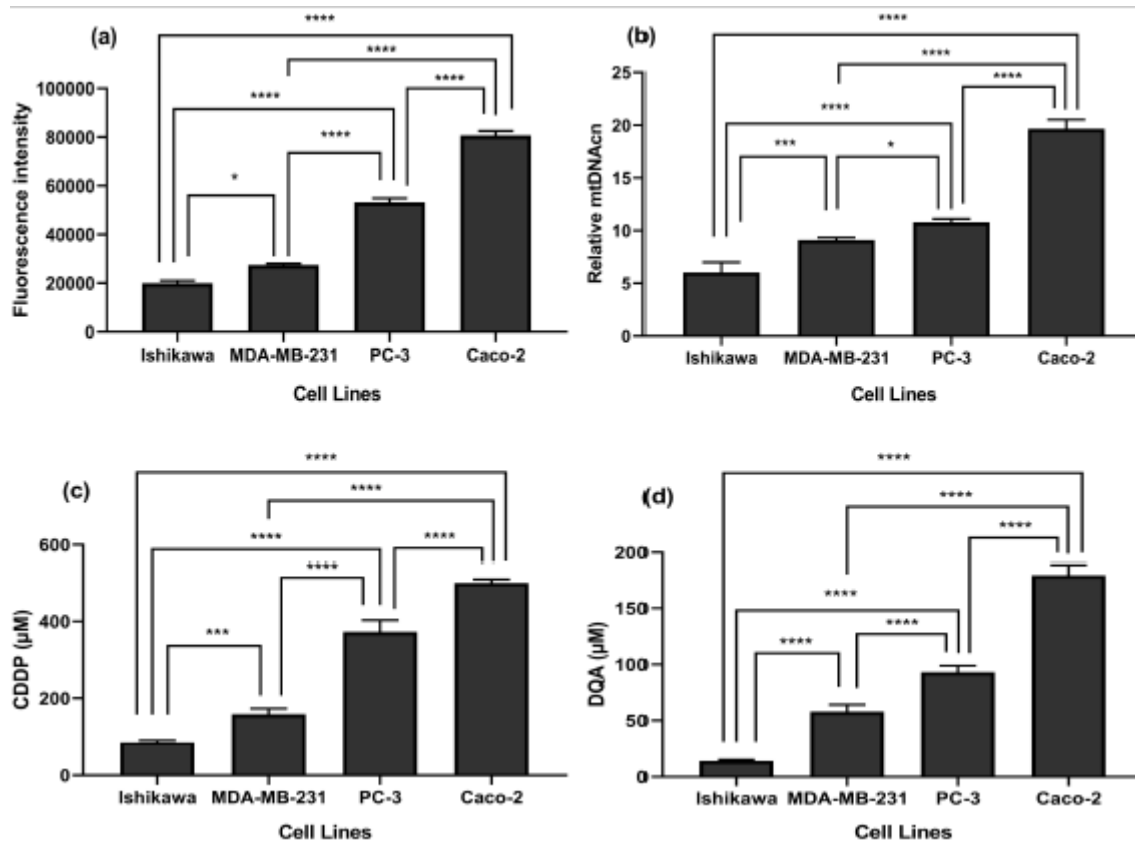 (a)
****
****
****
****
****
*
Fluorescence intensity
100000
80000
60000
40000
20000
0
Ishikawa MDA-MB-231 PC-3 Caco-2
Cell Lines
(b)
****
****
****
****
***
*
Relative mtDNAcn
25
20
15
10
5
0
Ishikawa MDA-MB-231 PC-3 Caco-2
Cell Lines
(c)
****
****
****
****
****
***
CDDP (µM)
600
400
200
0
Ishikawa MDA-MB-231 PC-3 Caco-2
Cell Lines
(d)
****
****
****
****
****
****
DQA (µM)
200
150
100
50
0
Ishikawa MDA-MB-231 PC-3 Caco-2
Cell Lines